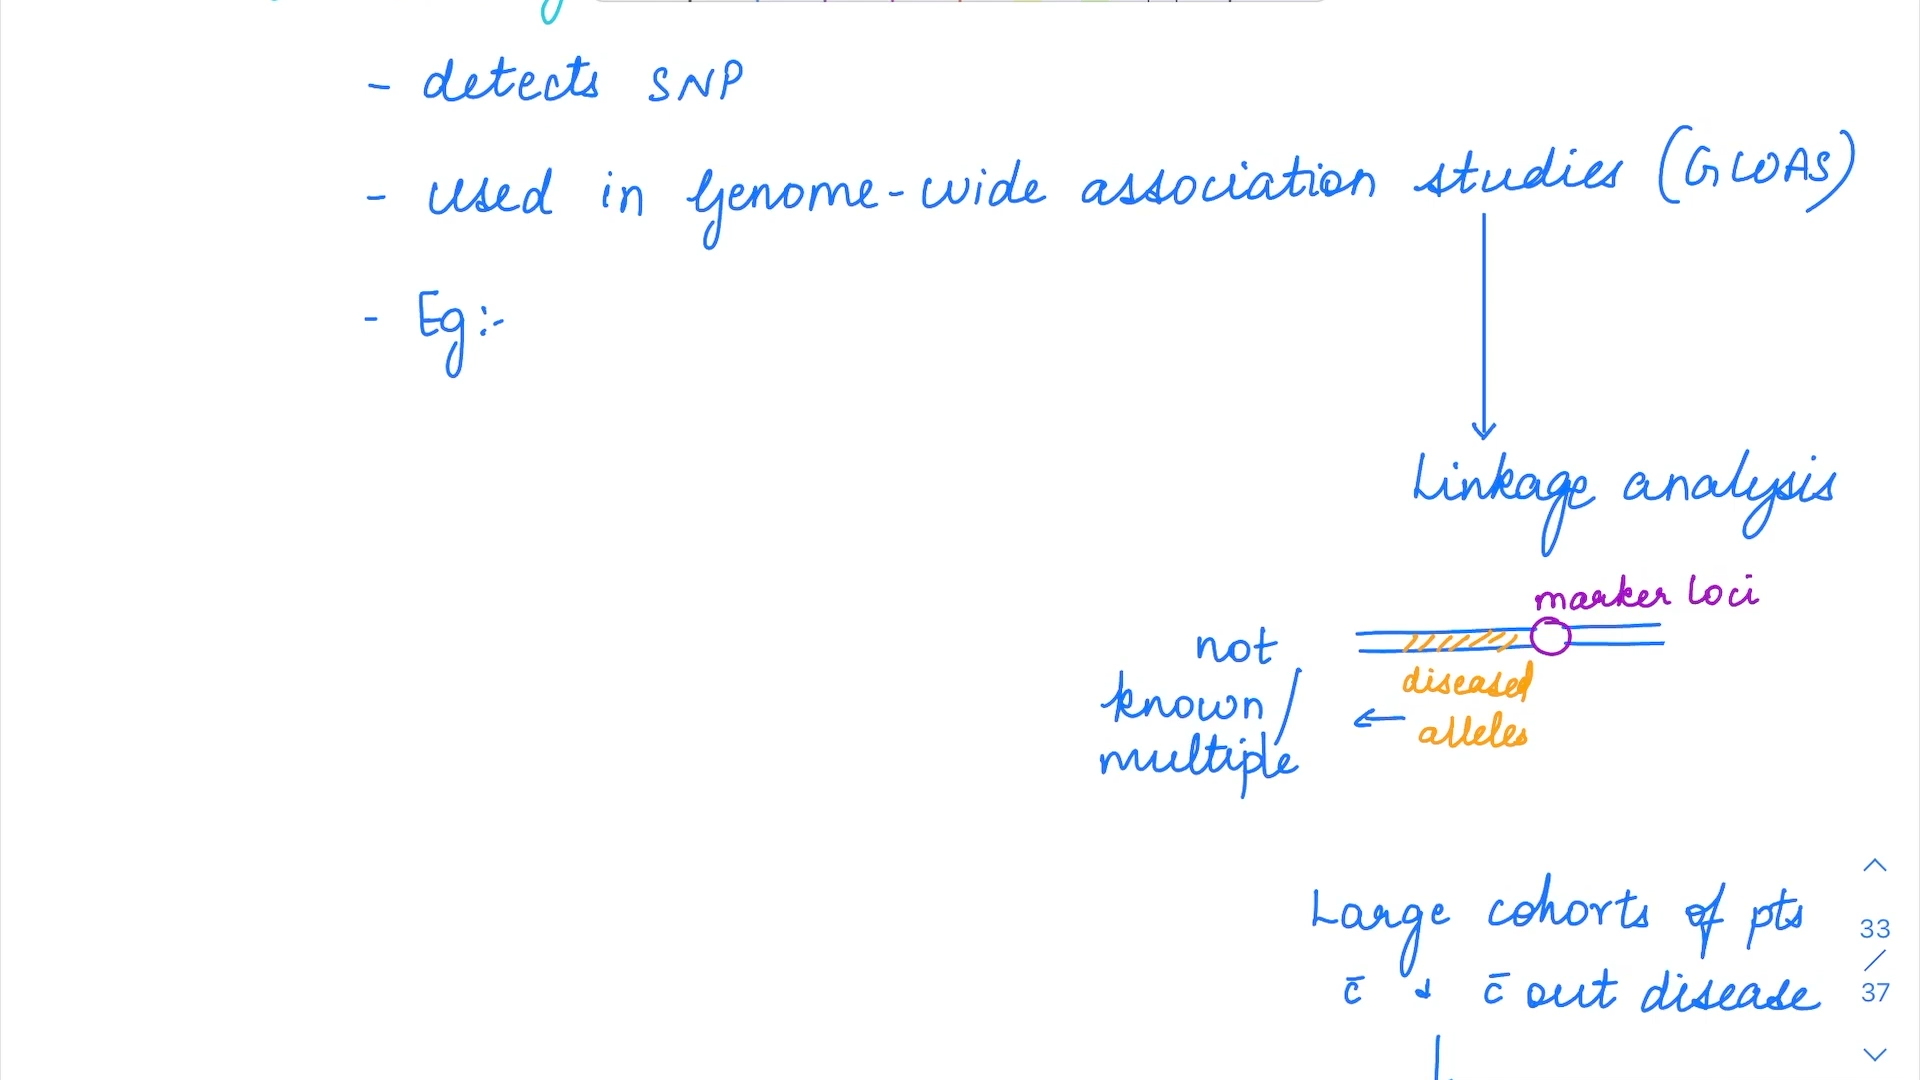 - detects SNP
- used in genome-wide association studies (GWAS)
- Eg:-
Linkage analysis
marker loci
not
known/
multiple
diseased
← alleles
Large cohorts of pts
c̄ & c̄out disease
33
/
37